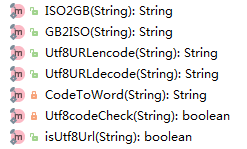 ISO2GB(String): String
GB2ISO(String): String
Utf8URLencode(String): String
Utf8URLdecode(String): String
CodeToWord(String): String
Utf8codeCheck(String): boolean
isUtf8Url(String): boolean